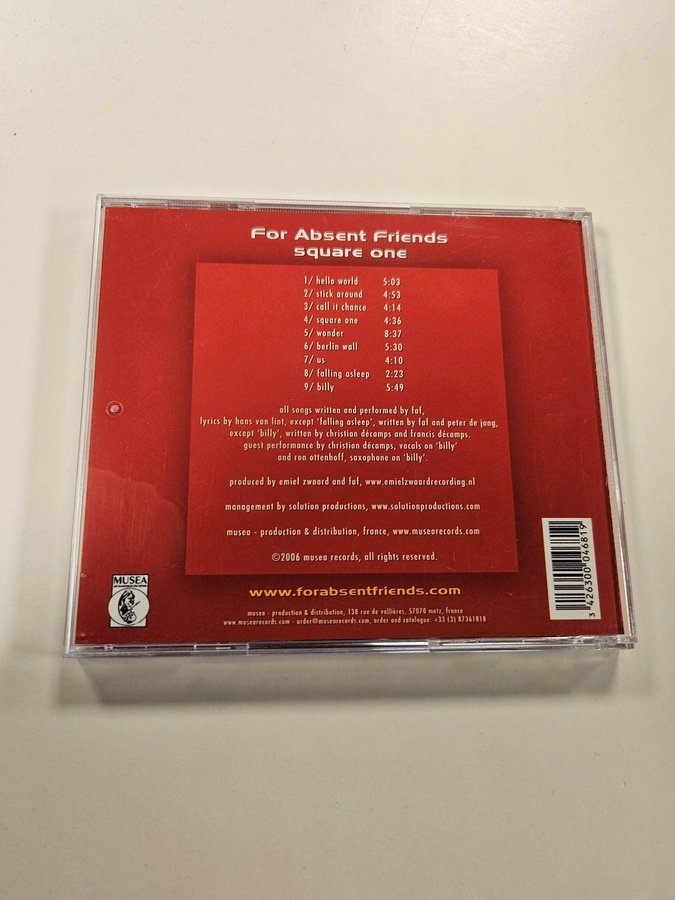 For Absent Friends
square one
1/ hello world 5:03
2/ stick around 4:53
3/ call it chance 4:14
4/ square one 4:36
5/ wonder 8:37
6/ berlin wall 5:30
7/ us 4:10
8/ falling asleep 2:23
9/ billy 5:49
all songs written and performed by faf,
lyrics by hans van lint, except 'falling asleep', written by faf and peter de jong,
except 'billy', written by christian décamps and francis décamps.
guest performance by christian décamps, vocals on 'billy'
and ron ottenhoff, saxophone on 'billy'.
produced by emiel zwaard and faf, www.emielzwaardrecording.nl
management by solution productions, www.solutionproductions.com
musea - production & distribution, france, www.musearecords.com
©2006 musea records, all rights reserved.
www.forabsentfriends.com
musea - production & distribution, 138 rue de vallières, 57070 metz, france
www.musearecords.com - order@musearecords.com, order and catalogue: +33 (3) 87361818
MUSEA
3 426300 046819